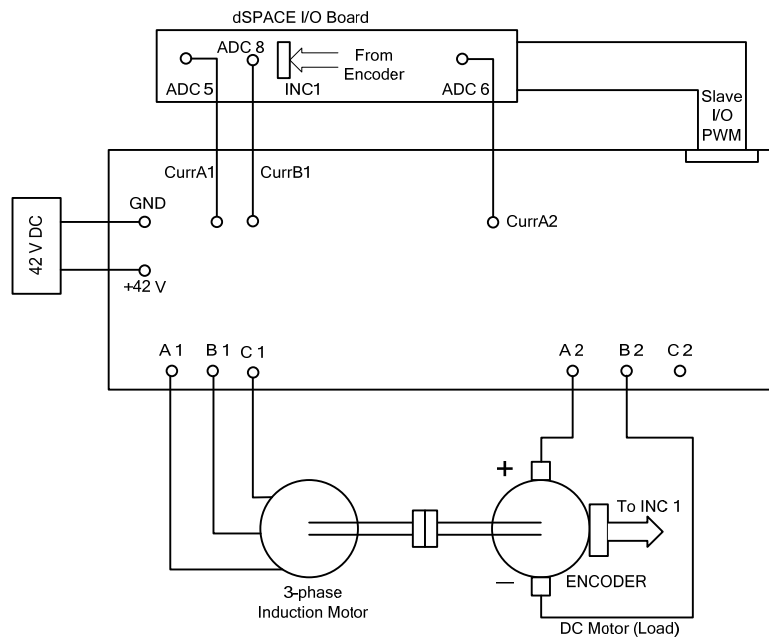 dSPACE I/O Board
ADC 5
ADC 8
INC1
From
Encoder
ADC 6
Slave
I/O
PWM
CurrA1
CurrB1
CurrA2
42 V DC
GND
+42 V
A 1
B 1
C 1
A 2
B 2
C 2
+
To INC 1
—
ENCODER
3-phase
Induction Motor
DC Motor (Load)